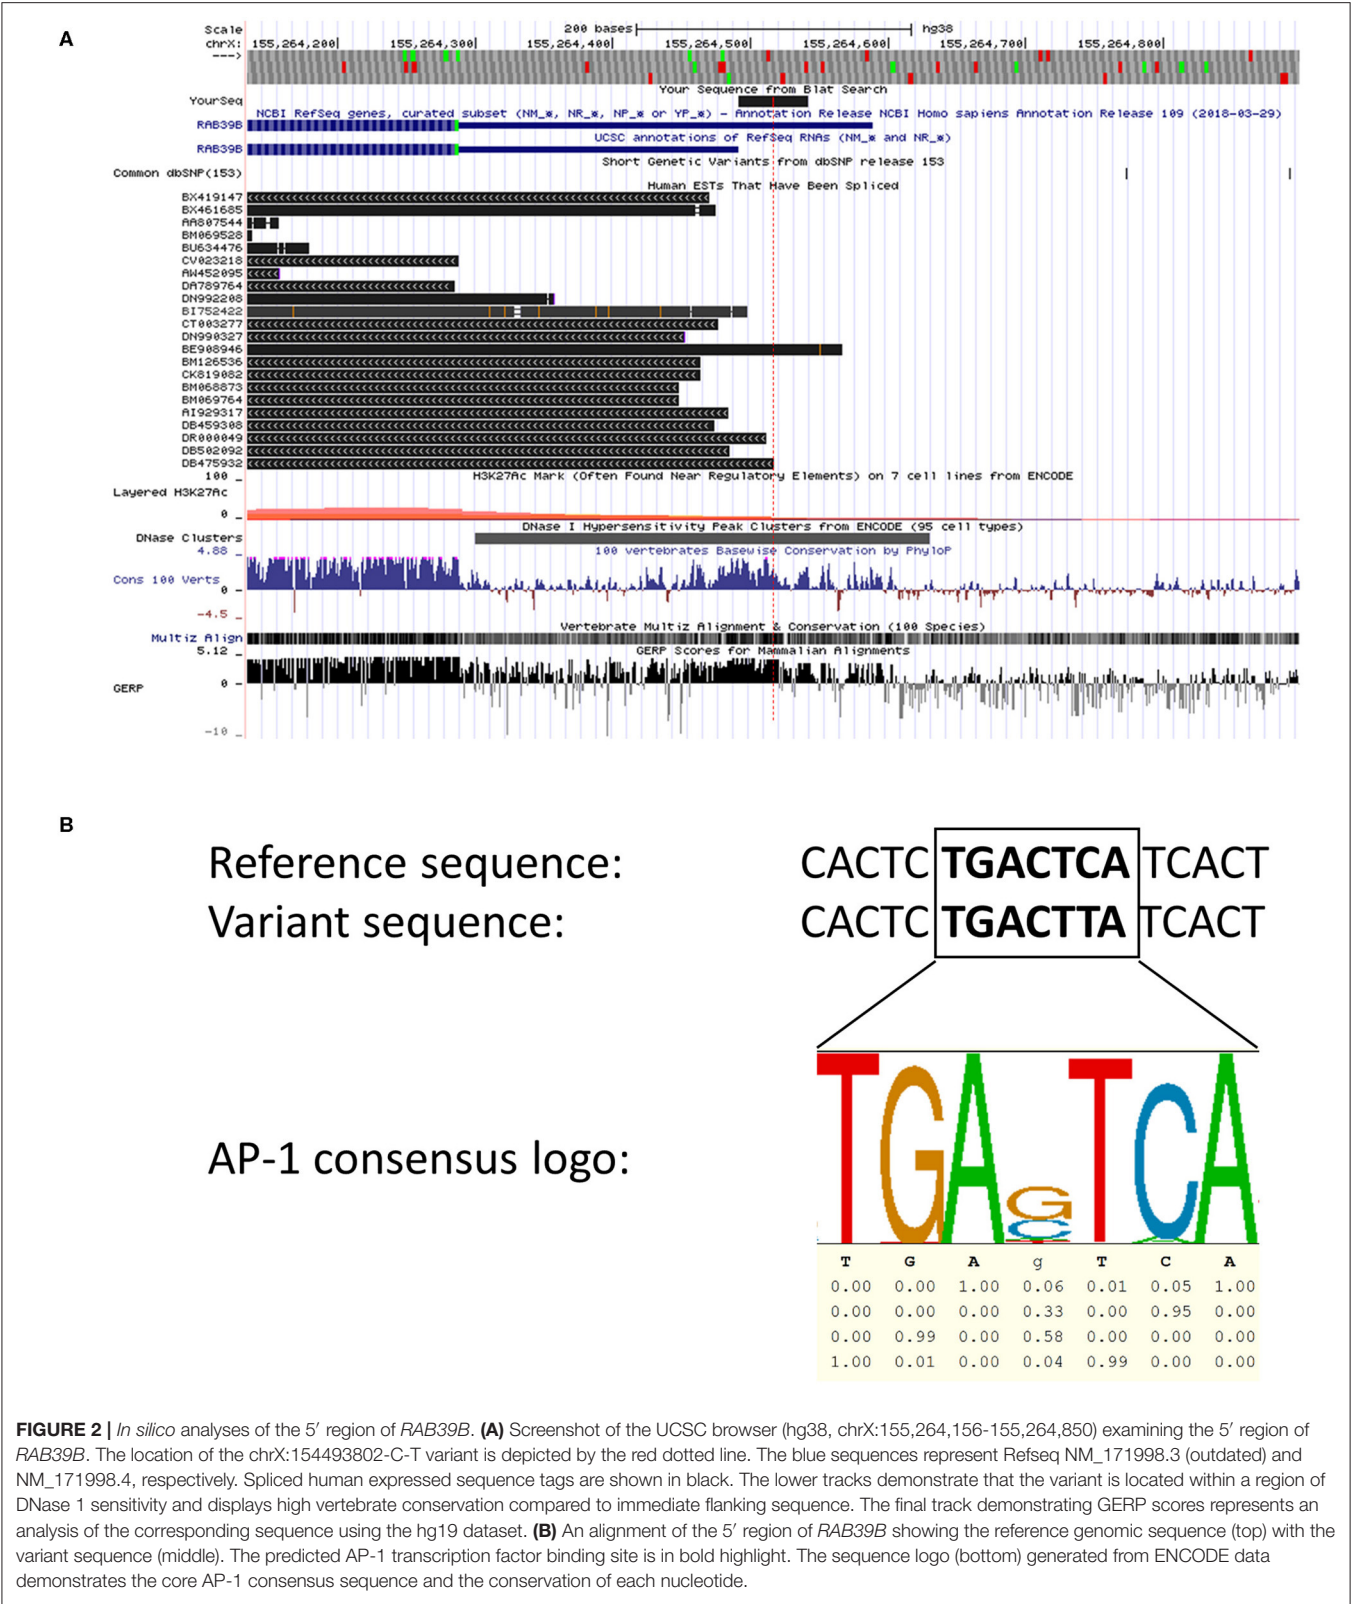 A
Scale 200 bases hg38
chrX: 155,264,200 155,264,300 155,264,400 155,264,500 155,264,600 155,264,700 155,264,800
--->
Your Sequence from Blat Search
YourSeq
NCBI RefSeq genes, curated subset (NM_*, NR_*, NP_* or YP_*) - Annotation Release NCBI Homo sapiens Annotation Release 109 (2018-03-29)
RAB39B
UCSC annotations of RefSeq RNAs (NM_* and NR_*)
RAB39B
Short Genetic Variants from dbSNP release 153
Common dbSNP(153)
Human ESTs That Have Been Spliced
BX419147
BX461685
AA807544
BM069528
BU634476
CV023218
AW452095
DA789764
DN992208
BI752422
CT003277
DN990327
BE908946
BM126536
CK819082
BM068873
BM069764
AI929317
DB459308
DR000049
DB502092
DB475932
H3K27Ac Mark (Often Found Near Regulatory Elements) on 7 cell lines from ENCODE
100 _
Layered H3K27Ac
0 _
DNase I Hypersensitivity Peak Clusters from ENCODE (95 cell types)
DNase Clusters
100 vertebrates Basewise Conservation by PhyloP
4.88 _
Cons 100 Verts
0 -
-4.5 _
Vertebrate Multiz Alignment & Conservation (100 Species)
Multiz Align
GERP Scores for Mammalian Alignments
5.12 _
0 -
GERP
-10 _
B
Reference sequence: CACTC TGACTCA TCACT
Variant sequence: CACTC TGACTTA TCACT
AP-1 consensus logo:
TGAGTCA
C
T G A g T C A
0.00 0.00 1.00 0.06 0.01 0.05 1.00
0.00 0.00 0.00 0.33 0.00 0.95 0.00
0.00 0.99 0.00 0.58 0.00 0.00 0.00
1.00 0.01 0.00 0.04 0.99 0.00 0.00
FIGURE 2 | In silico analyses of the 5′ region of RAB39B. (A) Screenshot of the UCSC browser (hg38, chrX:155,264,156-155,264,850) examining the 5′ region of
RAB39B. The location of the chrX:154493802-C-T variant is depicted by the red dotted line. The blue sequences represent Refseq NM_171998.3 (outdated) and
NM_171998.4, respectively. Spliced human expressed sequence tags are shown in black. The lower tracks demonstrate that the variant is located within a region of
DNase 1 sensitivity and displays high vertebrate conservation compared to immediate flanking sequence. The final track demonstrating GERP scores represents an
analysis of the corresponding sequence using the hg19 dataset. (B) An alignment of the 5′ region of RAB39B showing the reference genomic sequence (top) with the
variant sequence (middle). The predicted AP-1 transcription factor binding site is in bold highlight. The sequence logo (bottom) generated from ENCODE data
demonstrates the core AP-1 consensus sequence and the conservation of each nucleotide.